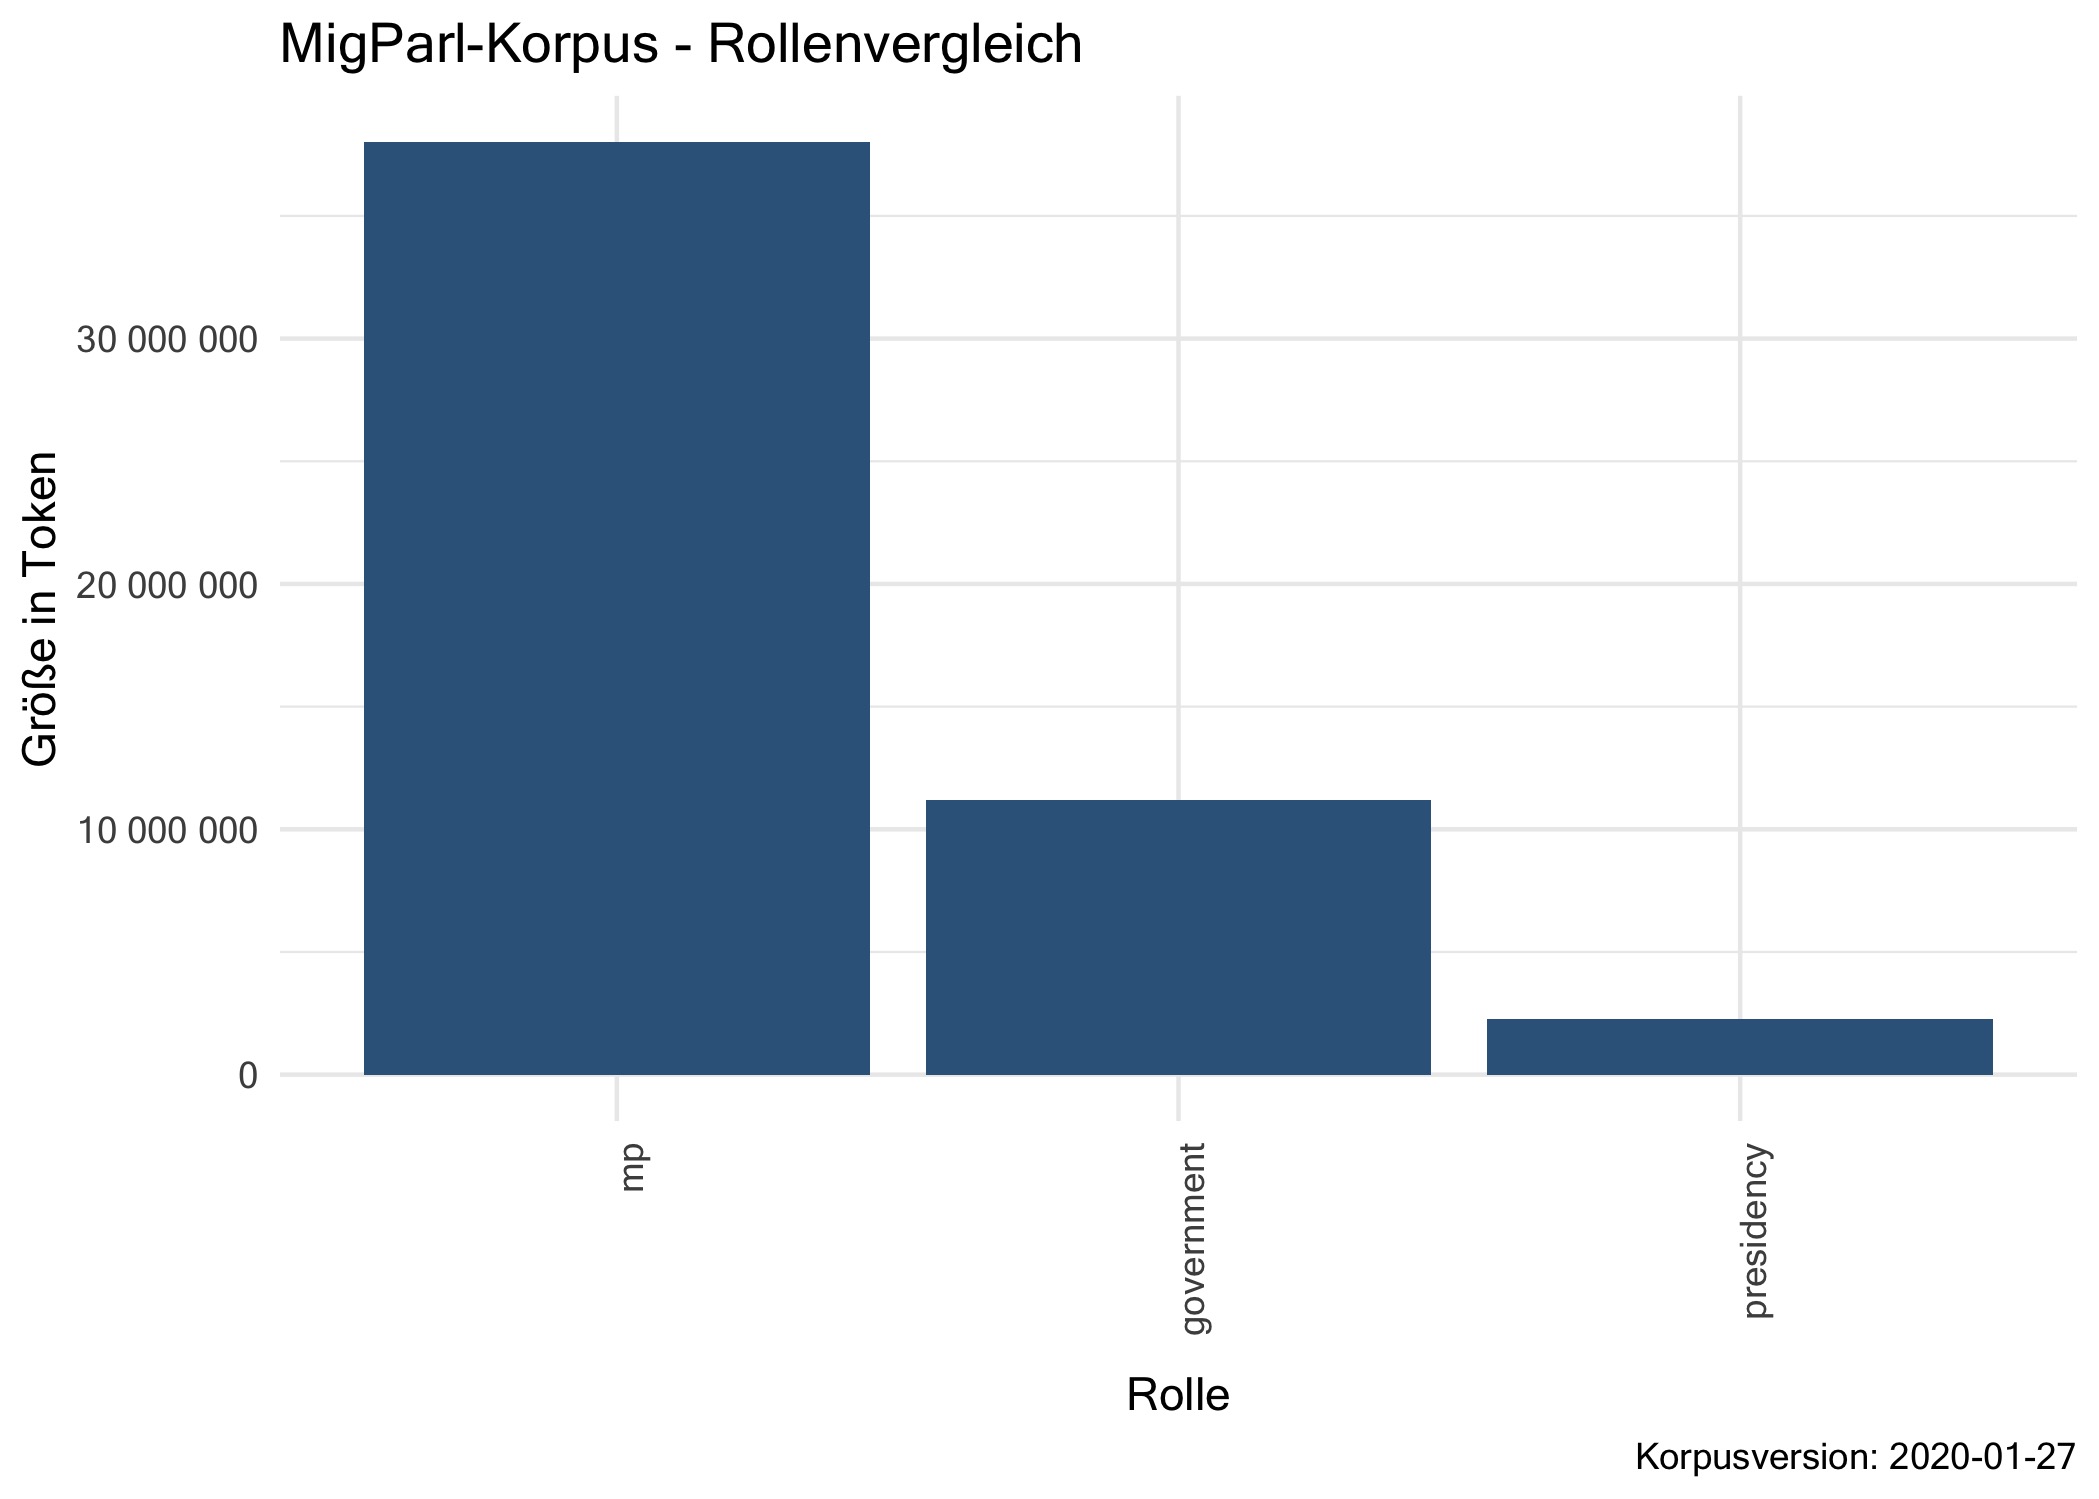 MigParl-Korpus - Rollenvergleich
Größe in Token
30 000 000
20 000 000
10 000 000
0
mp
government
presidency
Rolle
Korpusversion: 2020-01-27